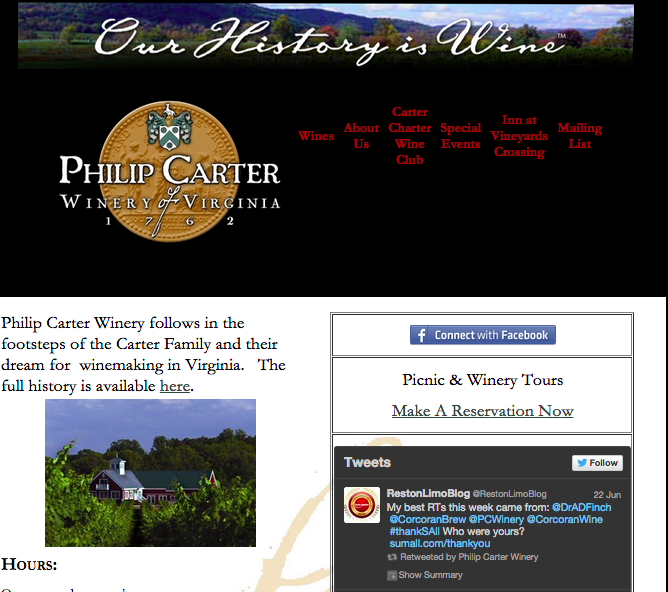 Our History is Wine™
PHILIP CARTER
WINERY of VIRGINIA
1 7 6 2
Wines
About
Us
Carter
Charter
Wine
Club
Special
Events
Inn at
Vineyards
Crossing
Mailing
List
Philip Carter Winery follows in the
footsteps of the Carter Family and their
dream for winemaking in Virginia. The
full history is available here.
HOURS:
Connect with Facebook
Picnic & Winery Tours
Make A Reservation Now
Tweets
Follow
RestonLimoBlog @RestonLimoBlog 22 Jun
My best RTs this week came from: @DrADFinch
@CorcoranBrew @PCWinery @CorcoranWine
#thankSAll Who were yours?
sumall.com/thankyou
Retweeted by Philip Carter Winery
Show Summary